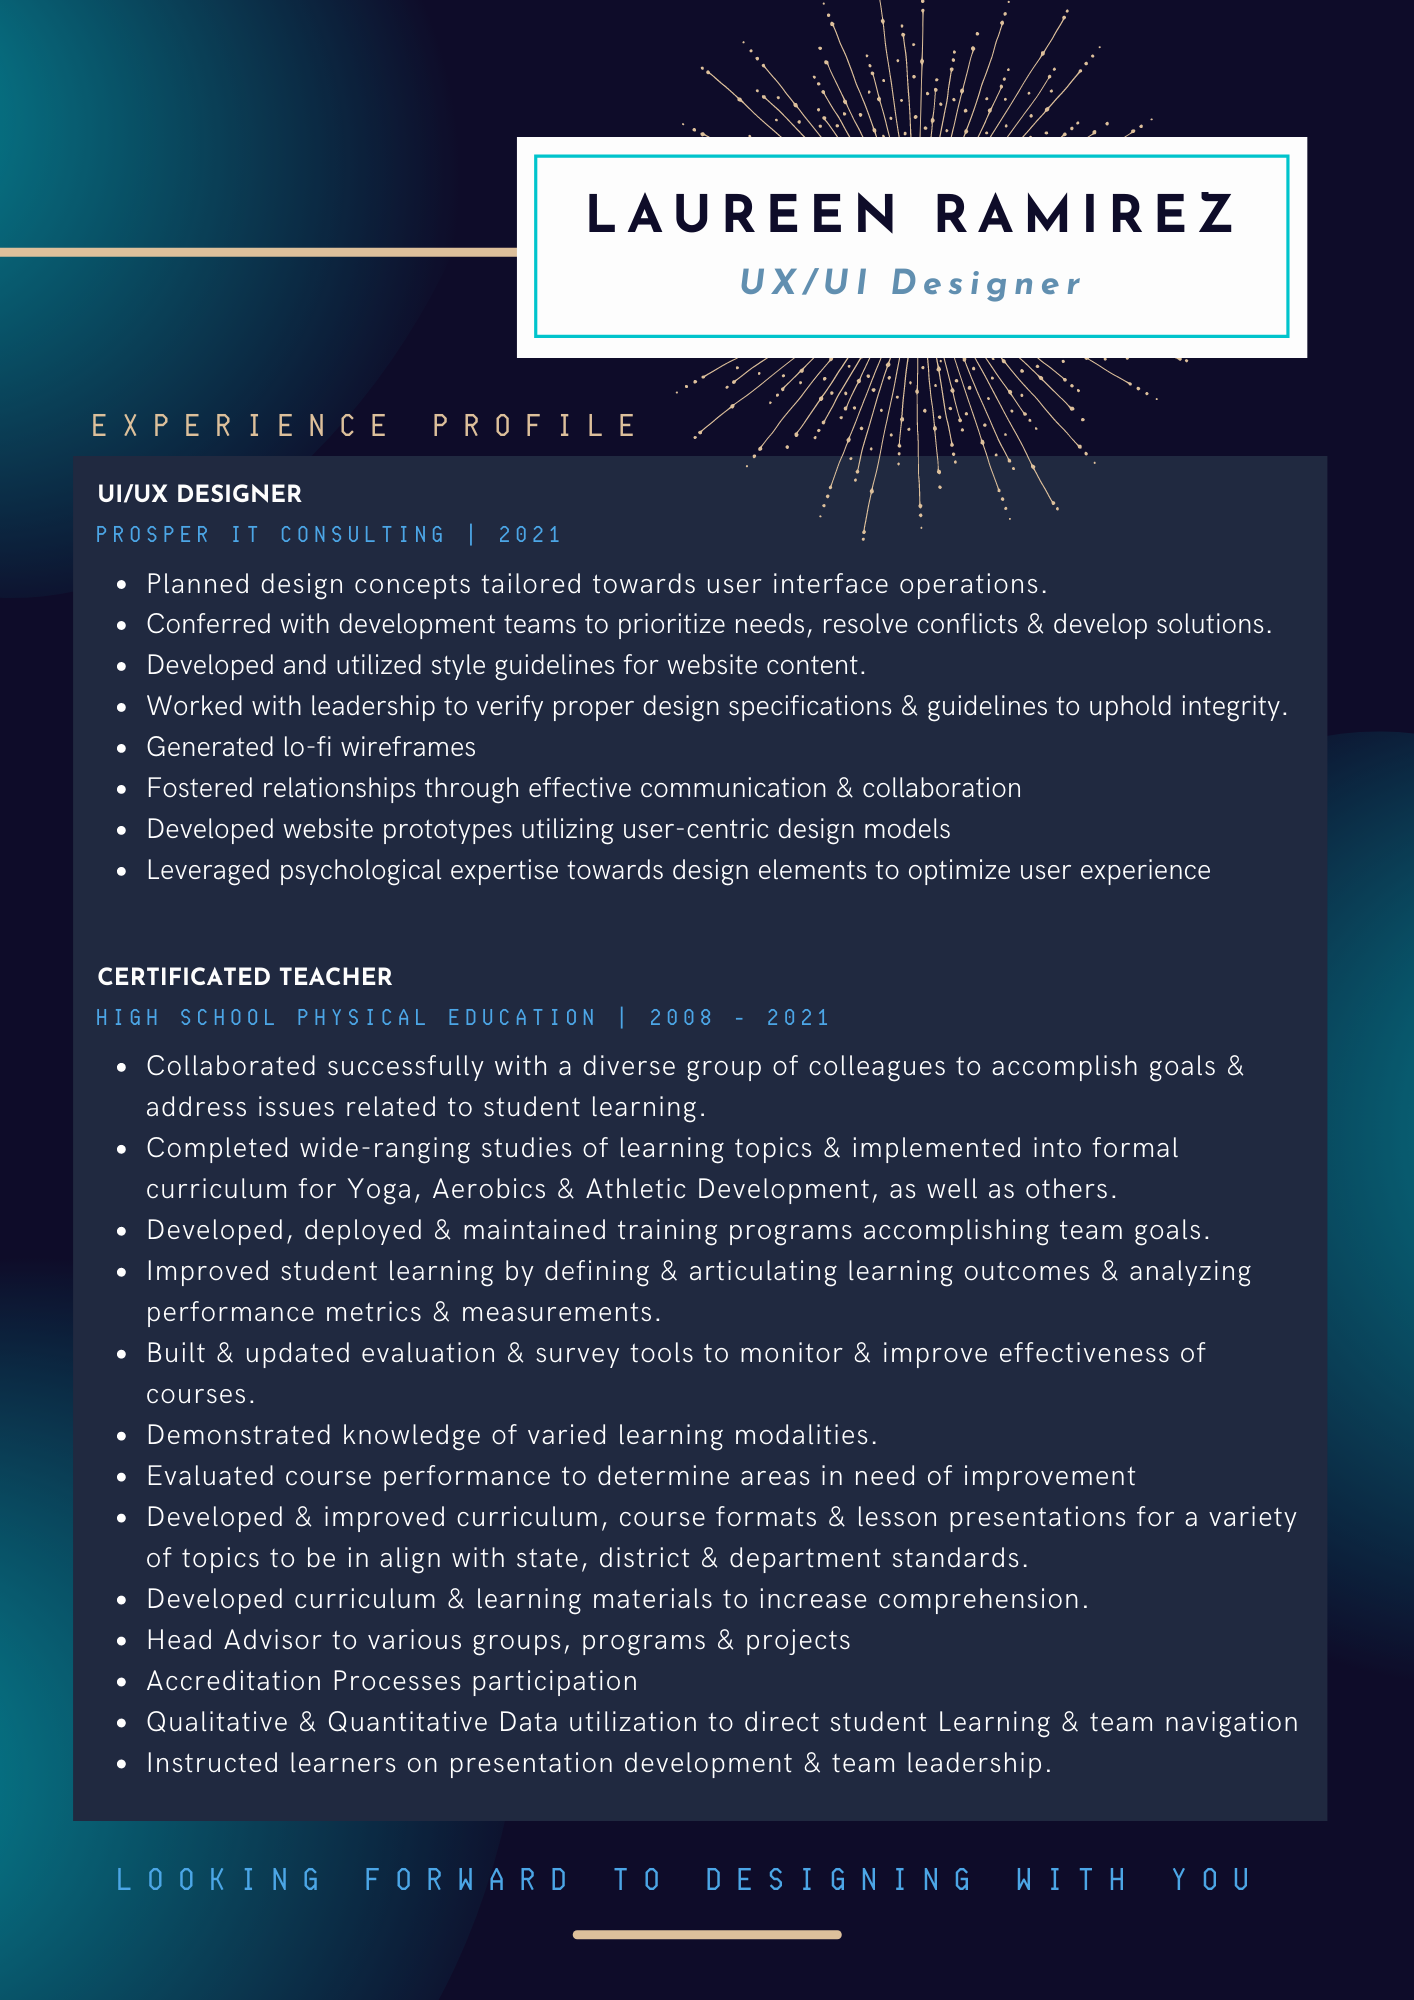 LAUREEN RAMIREZ
UX/UI Designer
EXPERIENCE PROFILE
UI/UX DESIGNER
PROSPER IT CONSULTING | 2021
• Planned design concepts tailored towards user interface operations.
• Conferred with development teams to prioritize needs, resolve conflicts & develop solutions.
• Developed and utilized style guidelines for website content.
• Worked with leadership to verify proper design specifications & guidelines to uphold integrity.
• Generated lo-fi wireframes
• Fostered relationships through effective communication & collaboration
• Developed website prototypes utilizing user-centric design models
• Leveraged psychological expertise towards design elements to optimize user experience
CERTIFICATED TEACHER
HIGH SCHOOL PHYSICAL EDUCATION | 2008 - 2021
• Collaborated successfully with a diverse group of colleagues to accomplish goals &
address issues related to student learning.
• Completed wide-ranging studies of learning topics & implemented into formal
curriculum for Yoga, Aerobics & Athletic Development, as well as others.
• Developed, deployed & maintained training programs accomplishing team goals.
• Improved student learning by defining & articulating learning outcomes & analyzing
performance metrics & measurements.
• Built & updated evaluation & survey tools to monitor & improve effectiveness of
courses.
• Demonstrated knowledge of varied learning modalities.
• Evaluated course performance to determine areas in need of improvement
• Developed & improved curriculum, course formats & lesson presentations for a variety
of topics to be in align with state, district & department standards.
• Developed curriculum & learning materials to increase comprehension.
• Head Advisor to various groups, programs & projects
• Accreditation Processes participation
• Qualitative & Quantitative Data utilization to direct student Learning & team navigation
• Instructed learners on presentation development & team leadership.
LOOKING FORWARD TO DESIGNING WITH YOU